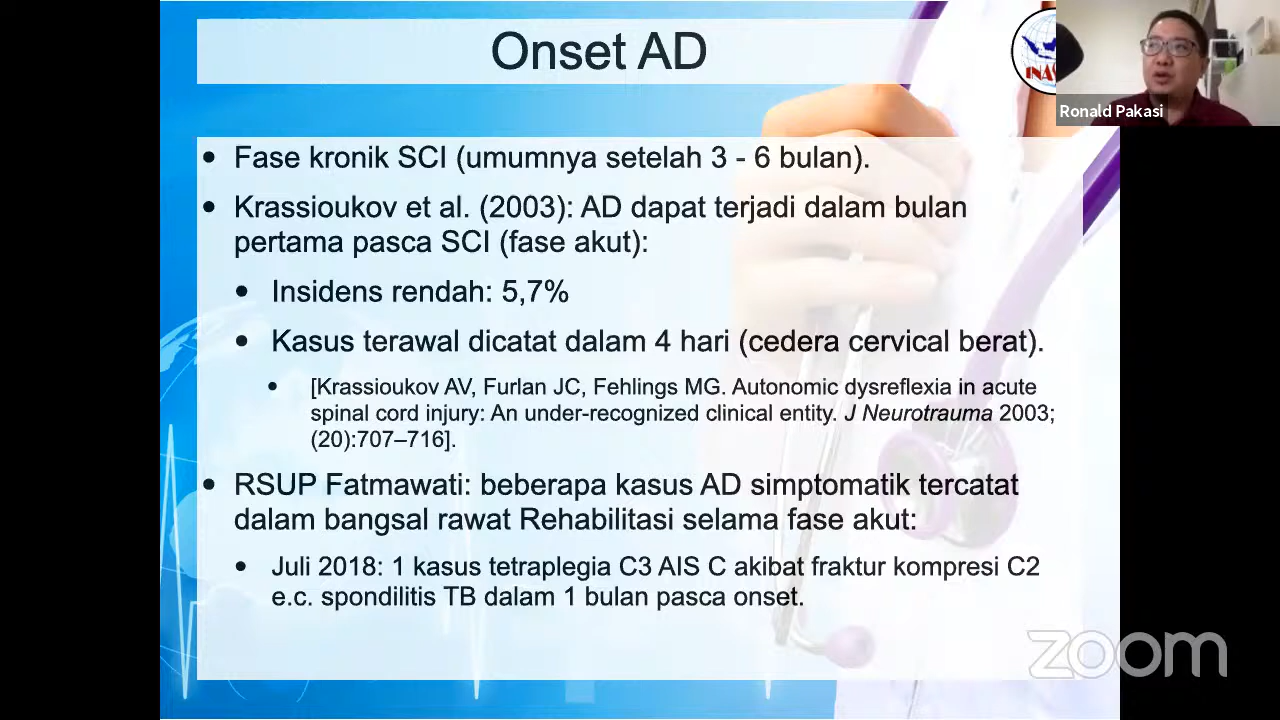 Onset AD
Ronald Pakasi
• Fase kronik SCI (umumnya setelah 3 - 6 bulan).
• Krassioukov et al. (2003): AD dapat terjadi dalam bulan
pertama pasca SCI (fase akut):
• Insidens rendah: 5,7%
• Kasus terawal dicatat dalam 4 hari (cedera cervical berat).
• [Krassioukov AV, Furlan JC, Fehlings MG. Autonomic dysreflexia in acute
spinal cord injury: An under-recognized clinical entity. J Neurotrauma 2003;
(20):707–716].
• RSUP Fatmawati: beberapa kasus AD simptomatik tercatat
dalam bangsal rawat Rehabilitasi selama fase akut:
• Juli 2018: 1 kasus tetraplegia C3 AIS C akibat fraktur kompresi C2
e.c. spondilitis TB dalam 1 bulan pasca onset.
zoom